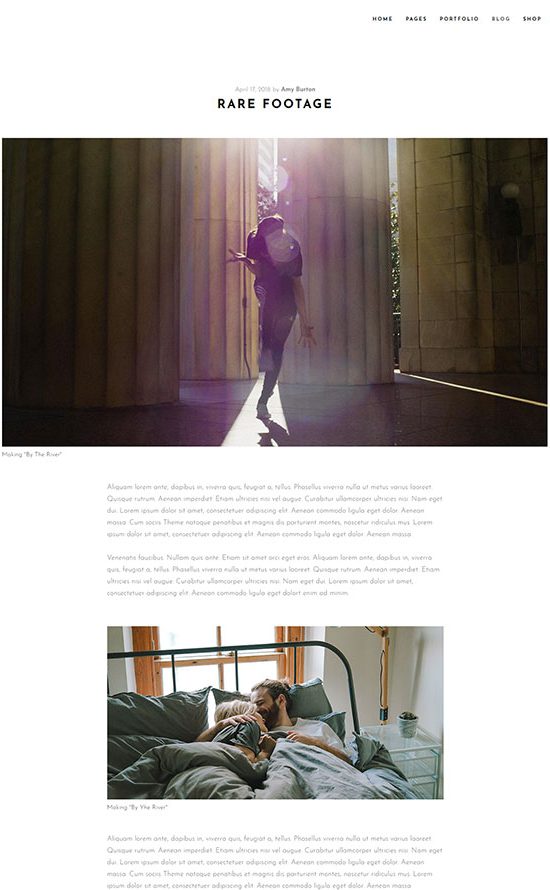 HOME PAGES PORTFOLIO BLOG SHOP
April 17, 2018 by Amy Burton
RARE FOOTAGE
Making "By The River"
Aliquam lorem ante, dapibus in, viverra quis, feugiat a, tellus. Phasellus viverra nulla ut metus varius laoreet.
Quisque rutrum. Aenean imperdiet. Etiam ultricies nisi vel augue. Curabitur ullamcorper ultricies nisi. Nam eget
dui. Lorem ipsum dolor sit amet, consectetuer adipiscing elit. Aenean commodo ligula eget dolor. Aenean
massa. Cum sociis Theme natoque penatibus et magnis dis parturient montes, nascetur ridiculus mus. Lorem
ipsum dolor sit amet, consectetuer adipiscing elit. Aenean commodo ligula eget dolor. Aenean massa.
Venenatis faucibus. Nullam quis ante. Etiam sit amet orci eget eros. Aliquam lorem ante, dapibus in, viverra
quis, feugiat a, tellus. Phasellus viverra nulla ut metus varius laoreet. Quisque rutrum. Aenean imperdiet. Etiam
ultricies nisi vel augue. Curabitur ullamcorper ultricies nisi. Nam eget dui. Lorem ipsum dolor sit amet,
consectetuer adipiscing elit. Aenean commodo ligula eget dolort enim ad minim.
Making "By The River"
Aliquam lorem ante, dapibus in, viverra quis, feugiat a, tellus. Phasellus viverra nulla ut metus varius laoreet.
Quisque rutrum. Aenean imperdiet. Etiam ultricies nisi vel augue. Curabitur ullamcorper ultricies nisi. Nam eget
dui. Lorem ipsum dolor sit amet, consectetuer adipiscing elit. Aenean commodo ligula eget dolor. Aenean
massa. Cum sociis Theme natoque penatibus et magnis dis parturient montes, nascetur ridiculus mus. Lorem
ipsum dolor sit amet, consectetuer adipiscing elit. Aenean commodo ligula eget dolor. Aenean massa